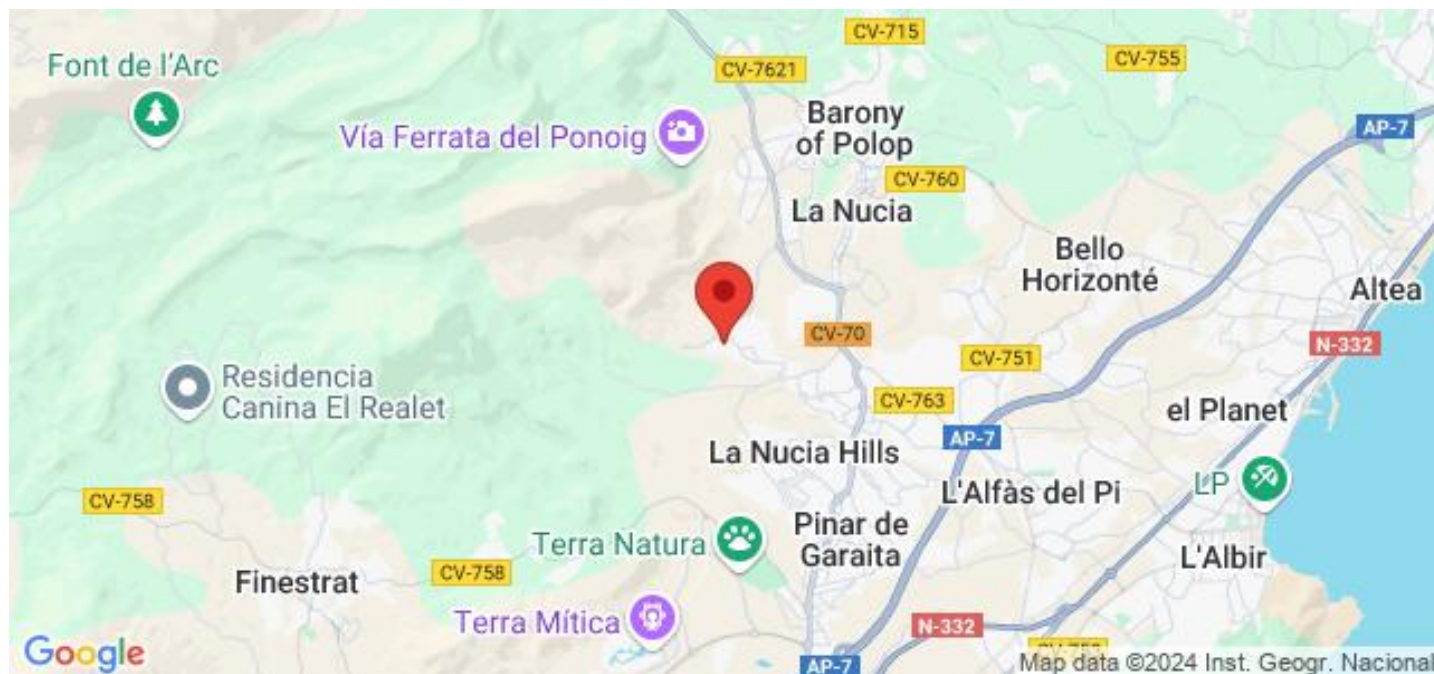 CV-715
CV-755
Font de l'Arc
CV-7621
Barony
of Polop
AP-7
Vía Ferrata del Ponoig
CV-760
La Nucia
Bello
Horizonté
Altea
CV-70
N-332
CV-751
Residencia
Canina El Realet
CV-763
el Planet
AP-7
La Nucia Hills
LP
L'Alfàs del Pi
CV-758
Pinar de
Garaita
Terra Natura
L'Albir
CV-758
Finestrat
Terra Mítica
N-332
Google
AP-7
Map data ©2024 Inst. Geogr. Nacional